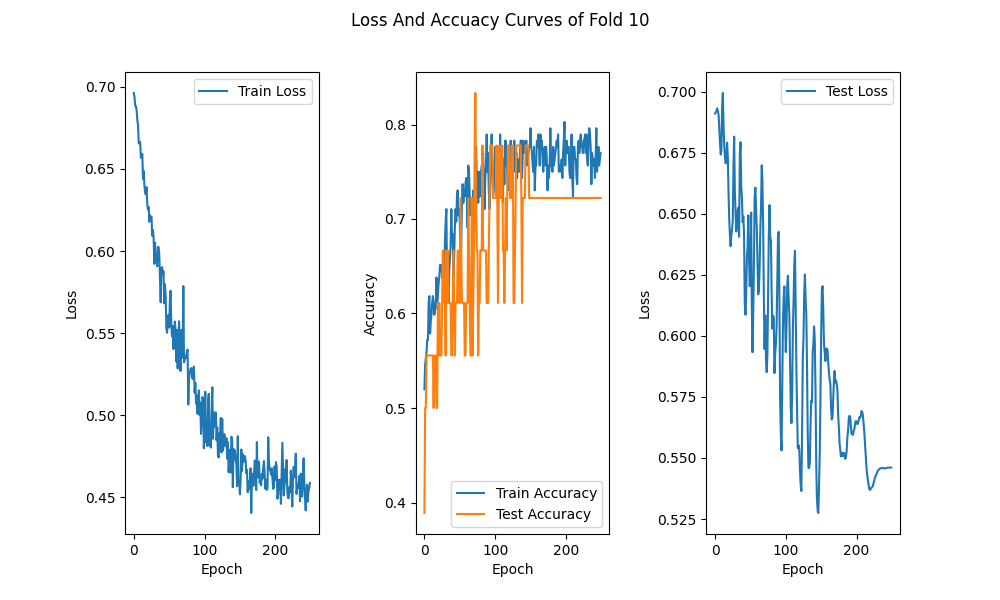 Loss And Accuacy Curves of Fold 10
Train Loss
0.70
0.65
0.60
0.55
0.50
0.45
Loss
0
100
200
Epoch
0.8
0.7
0.6
0.5
0.4
Accuracy
Train Accuracy
Test Accuracy
0
100
200
Epoch
Test Loss
0.700
0.675
0.650
0.625
0.600
0.575
0.550
0.525
Loss
0
100
200
Epoch